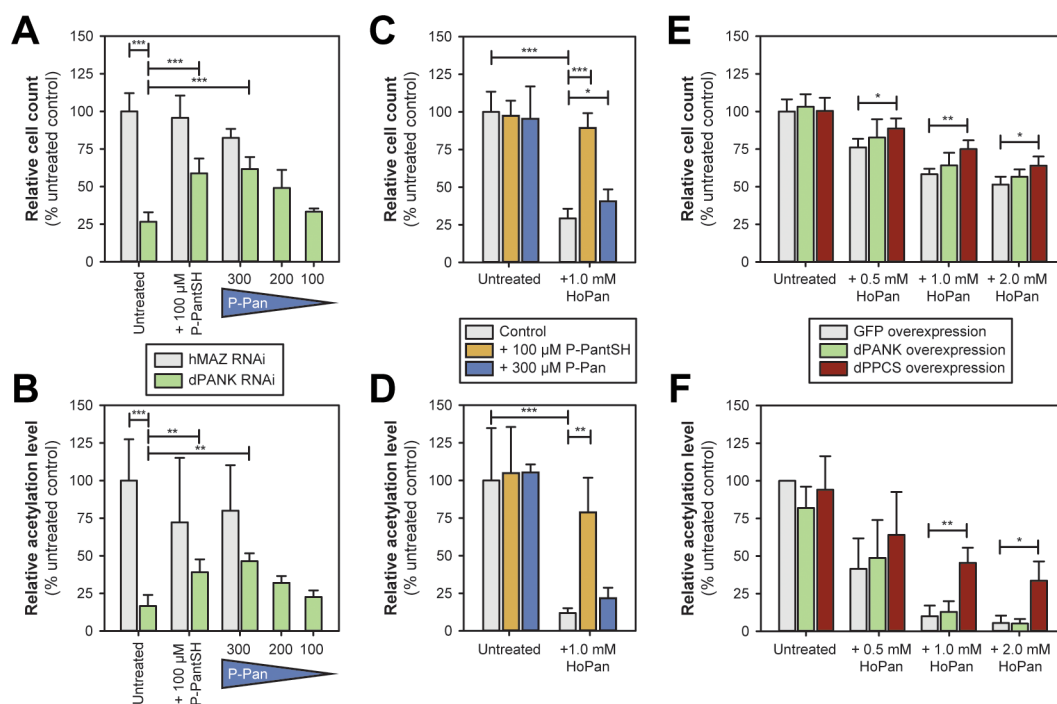 A
Relative cell count
(% untreated control)
150
125
100
75
50
25
0
***
***
***
Untreated
+ 100 µM
P-PantSH
300
200
100
P-Pan
hMAZ RNAi
dPANK RNAi
B
Relative acetylation level
(% untreated control)
150
125
100
75
50
25
0
***
**
**
Untreated
+ 100 µM
P-PantSH
300
200
100
P-Pan
C
Relative cell count
(% untreated control)
150
125
100
75
50
25
0
***
***
*
Untreated
+1.0 mM
HoPan
Control
+ 100 µM P-PantSH
+ 300 µM P-Pan
D
Relative acetylation level
(% untreated control)
150
125
100
75
50
25
0
***
**
Untreated
+1.0 mM
HoPan
E
Relative cell count
(% untreated control)
150
125
100
75
50
25
0
*
**
*
Untreated
+ 0.5 mM
HoPan
+ 1.0 mM
HoPan
+ 2.0 mM
HoPan
GFP overexpression
dPANK overexpression
dPPCS overexpression
F
Relative acetylation level
(% untreated control)
150
125
100
75
50
25
0
**
*
Untreated
+ 0.5 mM
HoPan
+ 1.0 mM
HoPan
+ 2.0 mM
HoPan